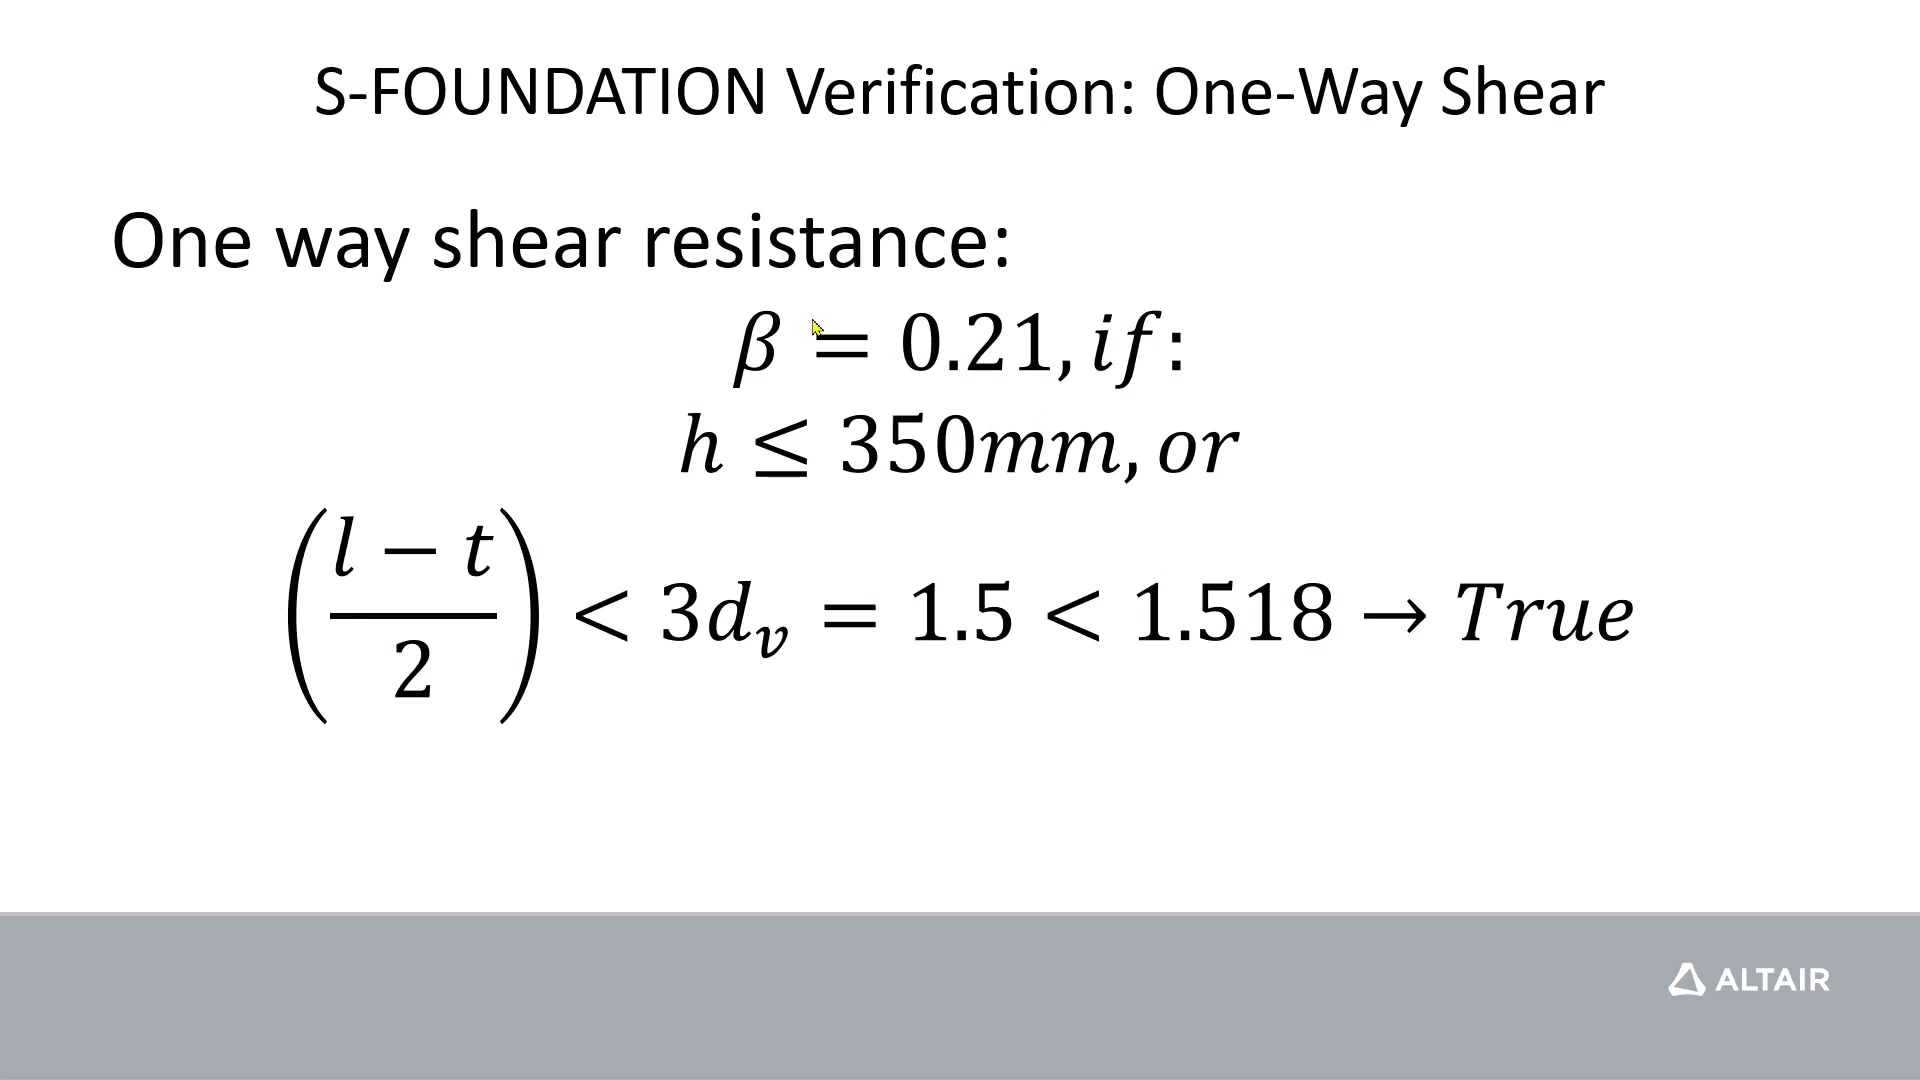 S-FOUNDATION Verification: One-Way Shear
One way shear resistance:
β = 0.21, if:
h ≤ 350mm, or
(l − t / 2) < 3dᵥ = 1.5 < 1.518 → True
ALTAIR